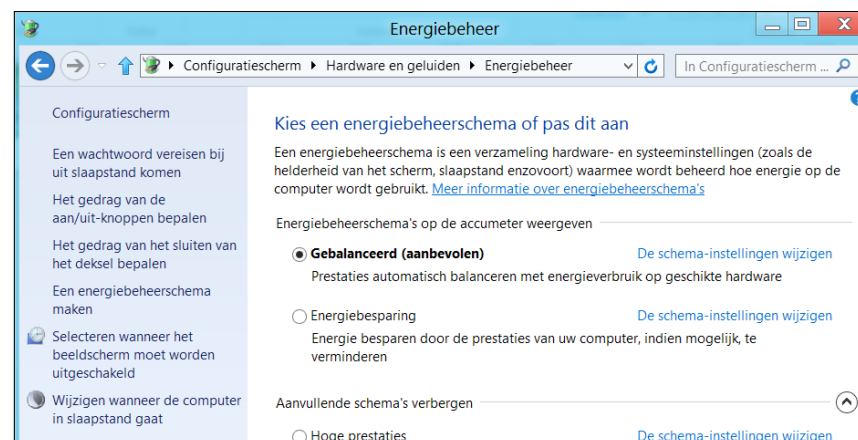 Energiebeheer
Configuratiescherm ▸ Hardware en geluiden ▸ Energiebeheer
In Configuratiescherm ...
Configuratiescherm
Een wachtwoord vereisen bij
uit slaapstand komen
Het gedrag van de
aan/uit-knoppen bepalen
Het gedrag van het sluiten van
het deksel bepalen
Een energiebeheerschema
maken
Selecteren wanneer het
beeldscherm moet worden
uitgeschakeld
Wijzigen wanneer de computer
in slaapstand gaat
Kies een energiebeheerschema of pas dit aan
Een energiebeheerschema is een verzameling hardware- en systeeminstellingen (zoals de
helderheid van het scherm, slaapstand enzovoort) waarmee wordt beheerd hoe energie op de
computer wordt gebruikt. Meer informatie over energiebeheerschema's
Energiebeheerschema's op de accumeter weergeven
Gebalanceerd (aanbevolen) De schema-instellingen wijzigen
Prestaties automatisch balanceren met energieverbruik op geschikte hardware
Energiebesparing De schema-instellingen wijzigen
Energie besparen door de prestaties van uw computer, indien mogelijk, te
verminderen
Aanvullende schema's verbergen
Hoge prestaties De schema-instellingen wijzigen